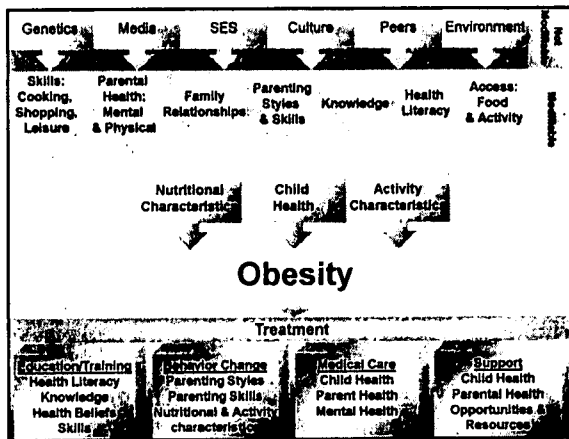 Genetics Media SES Culture Peers Environment
Not
Modifiable
Skills:
Cooking,
Shopping,
Leisure
Parental
Health:
Mental
& Physical
Family
Relationships:
Parenting
Styles
& Skills
Knowledge
Health
Literacy
Access:
Food
& Activity
Modifiable
Nutritional
Characteristics
Child
Health
Activity
Characteristics
Obesity
Treatment
Education/Training
Health Literacy
Knowledge
Health Beliefs
Skills
Behavior Change
Parenting Styles
Parenting Skills
Nutritional & Activity
characteristics
Medical Care
Child Health
Parent Health
Mental Health
Support
Child Health
Parental Health
Opportunities &
Resources